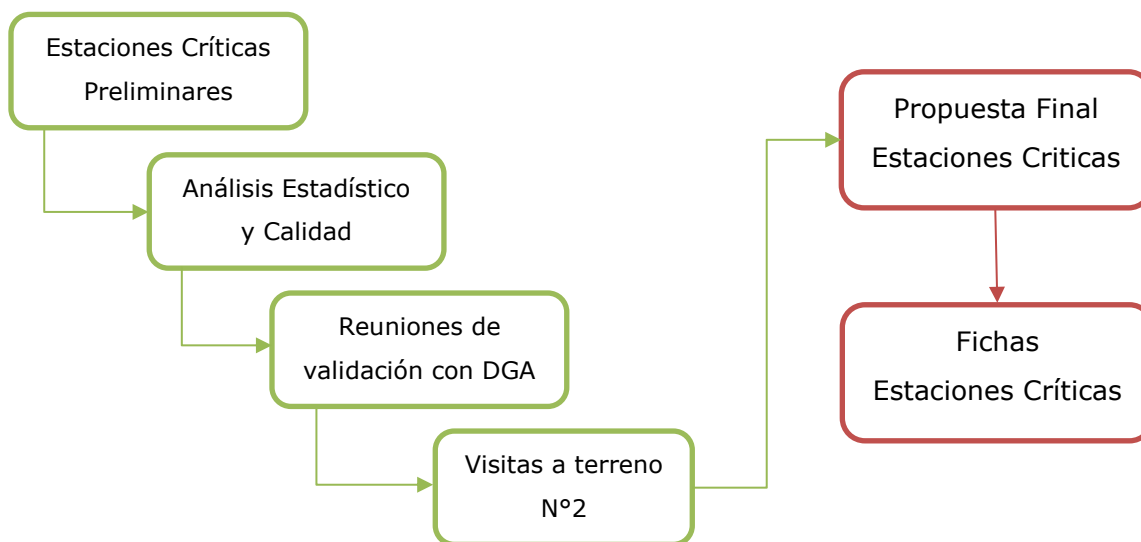 Estaciones Críticas
Preliminares
Análisis Estadístico
y Calidad
Reuniones de
validación con DGA
Visitas a terreno
N°2
Propuesta Final
Estaciones Criticas
Fichas
Estaciones Críticas